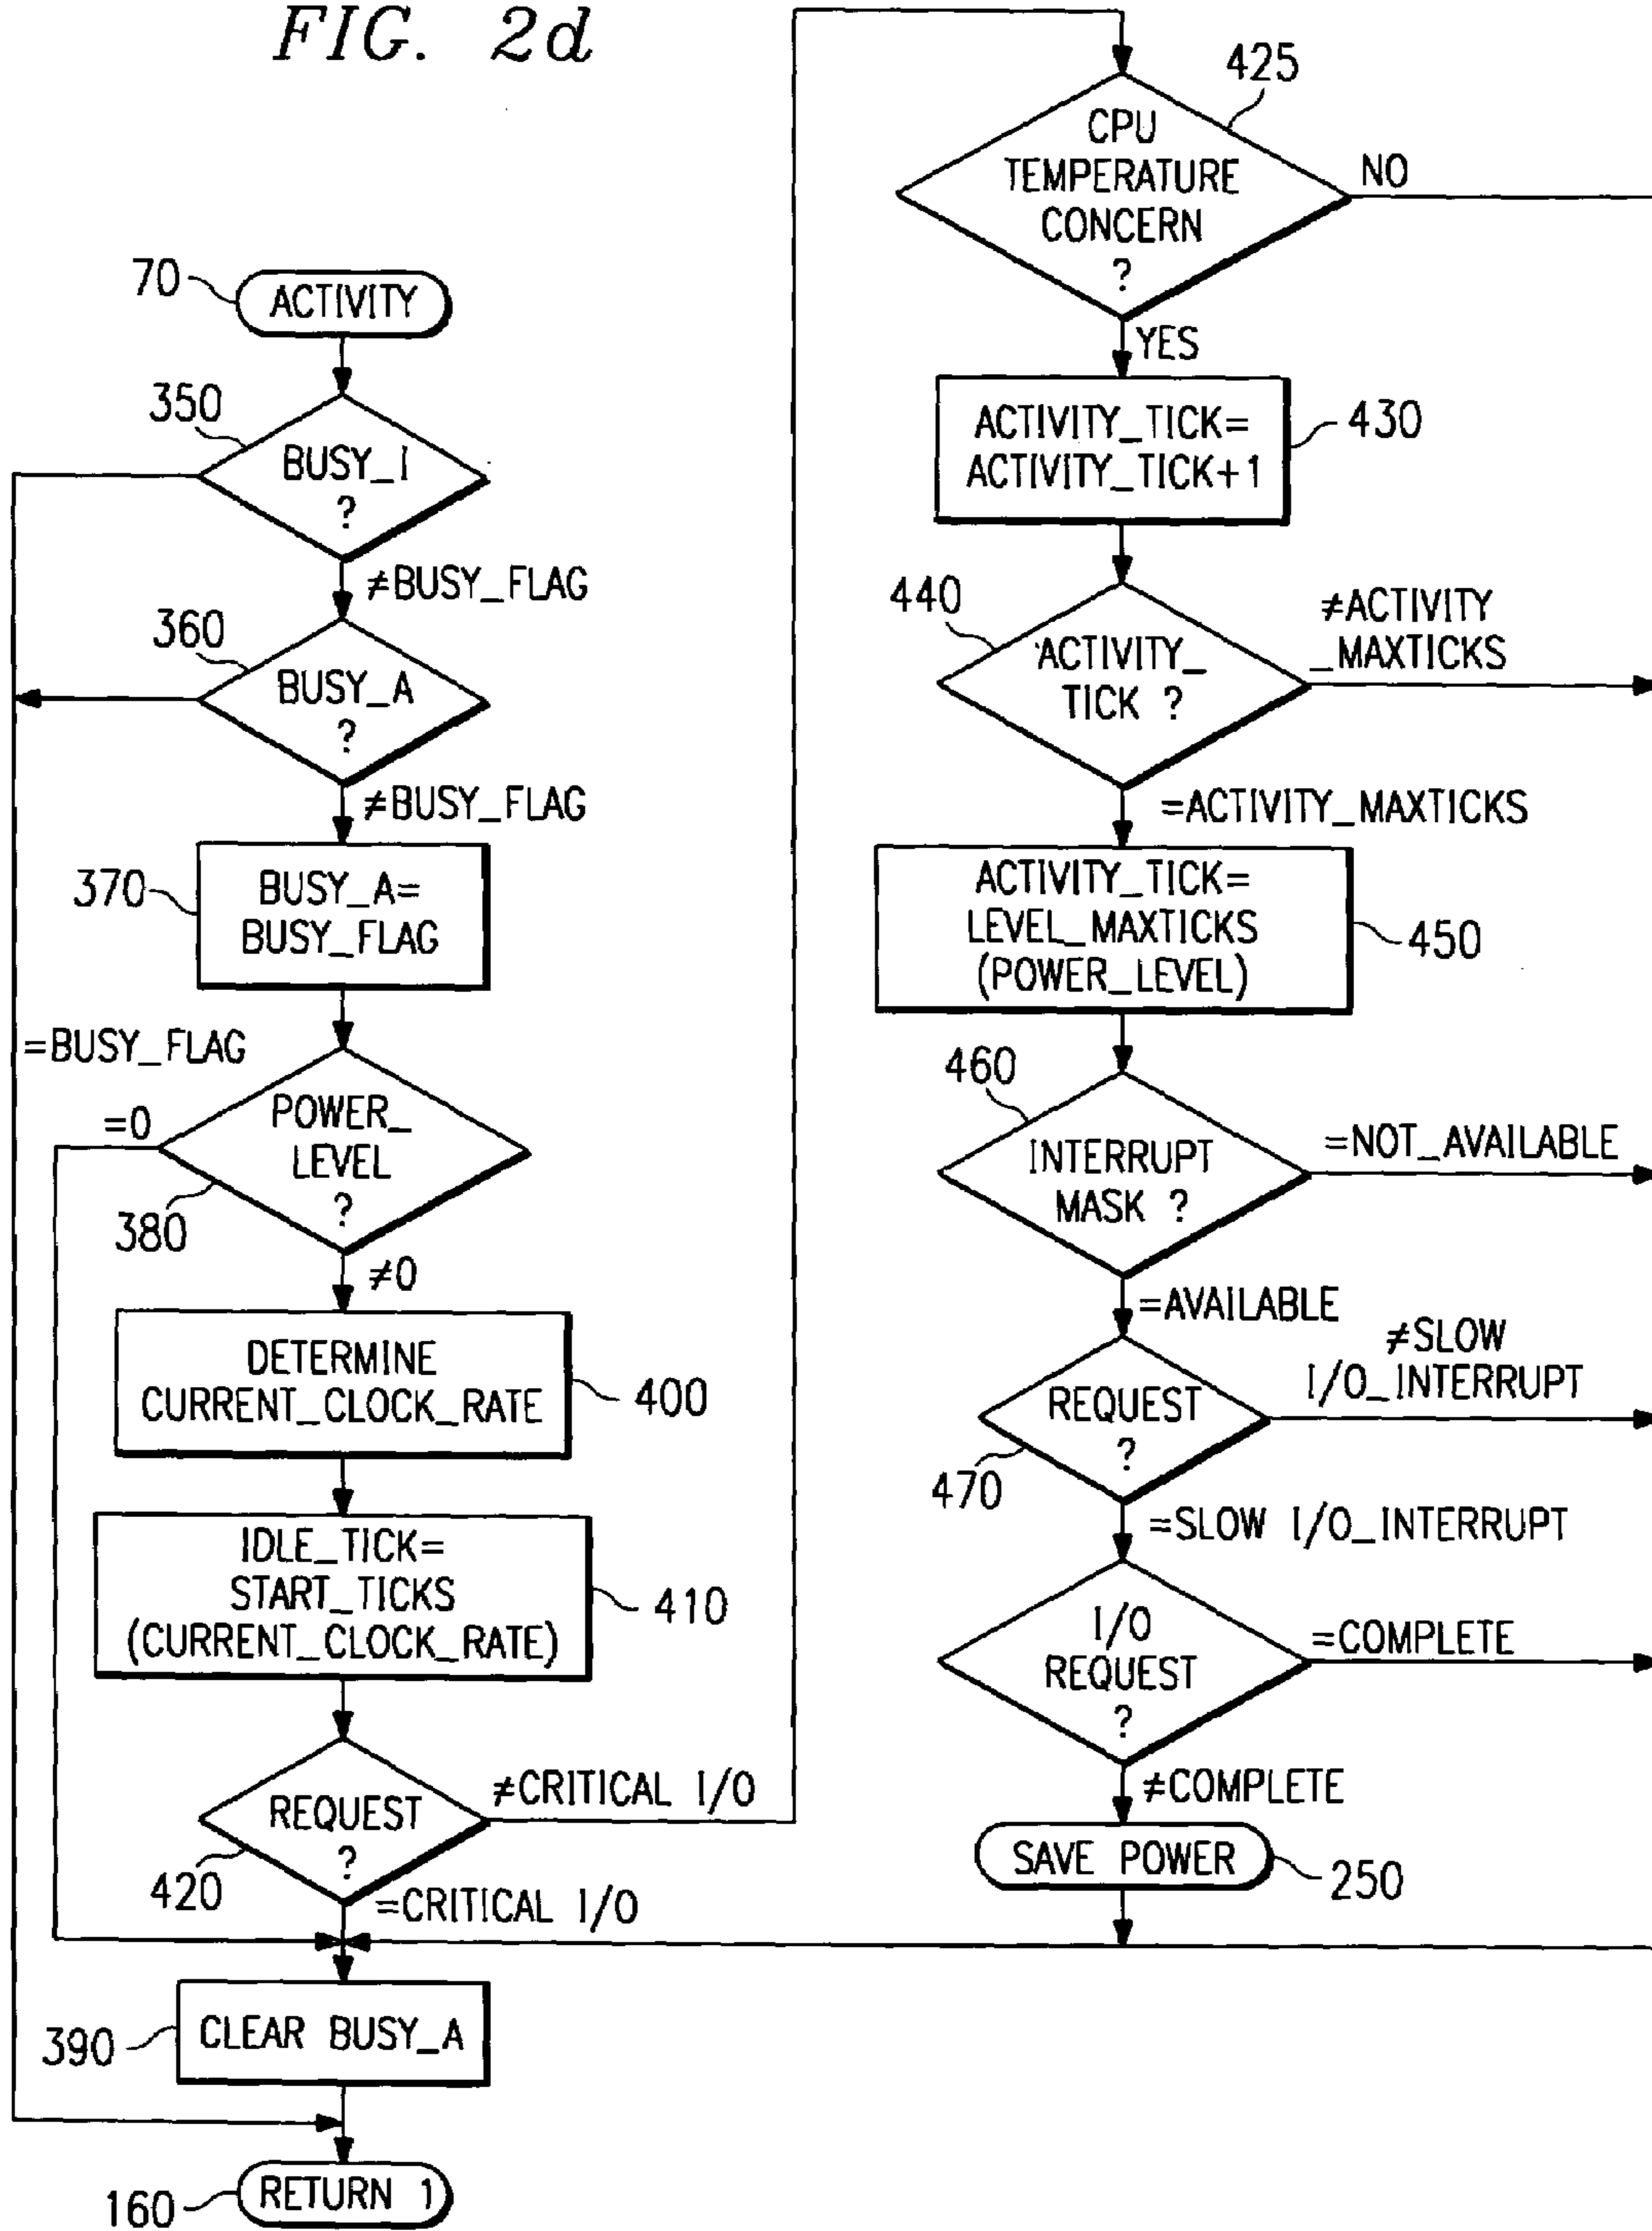 FIG. 2d
70
ACTIVITY
350
BUSY_I
?
≠BUSY_FLAG
360
BUSY_A
?
≠BUSY_FLAG
370
BUSY_A=
BUSY_FLAG
=BUSY_FLAG
=0
POWER_
LEVEL
?
380
≠0
DETERMINE
CURRENT_CLOCK_RATE
400
IDLE_TICK=
START_TICKS
(CURRENT_CLOCK_RATE)
410
REQUEST
?
≠CRITICAL I/O
420
=CRITICAL I/O
390
CLEAR BUSY_A
160
RETURN 1
425
CPU
TEMPERATURE
CONCERN
?
NO
YES
ACTIVITY_TICK=
ACTIVITY_TICK+1
430
440
ACTIVITY_
TICK ?
≠ACTIVITY
_MAXTICKS
=ACTIVITY_MAXTICKS
ACTIVITY_TICK=
LEVEL_MAXTICKS
(POWER_LEVEL)
450
460
INTERRUPT
MASK ?
=NOT_AVAILABLE
=AVAILABLE
REQUEST
?
≠SLOW
I/O_INTERRUPT
470
=SLOW I/O_INTERRUPT
I/O
REQUEST
?
=COMPLETE
≠COMPLETE
SAVE POWER
250